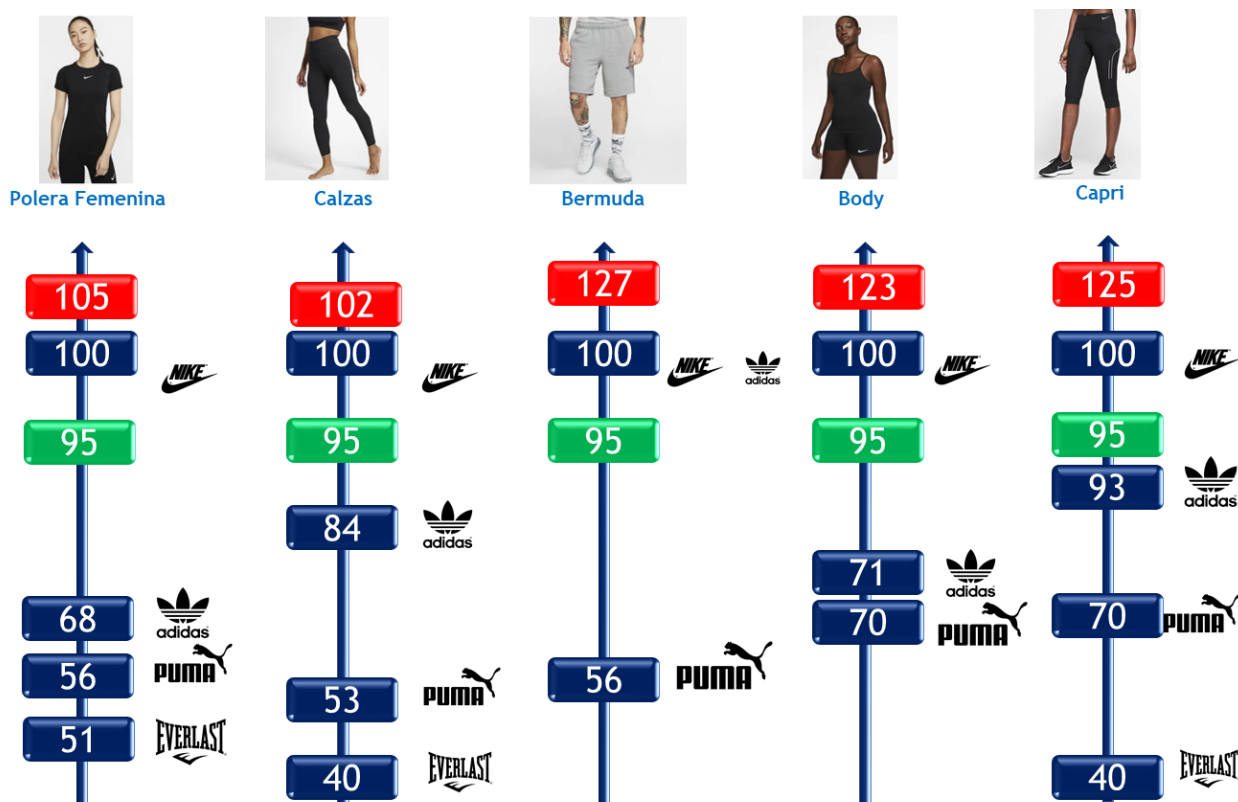 Polera Femenina
Calzas
Bermuda
Body
Capri
105
102
127
123
125
100
NIKE
100
NIKE
100
NIKE
adidas
100
NIKE
100
NIKE
95
95
95
95
95
84
adidas
93
adidas
71
adidas
68
adidas
70
PUMA
70
PUMA
56
PUMA
53
PUMA
56
PUMA
51
EVERLAST
40
EVERLAST
40
EVERLAST